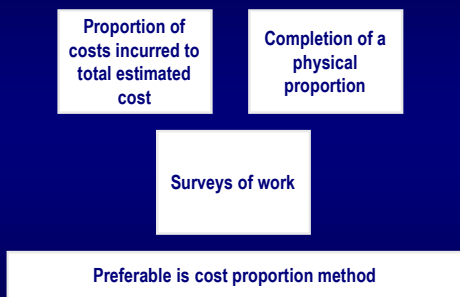 Proportion of
costs incurred to
total estimated
cost
Completion of a
physical
proportion
Surveys of work
Preferable is cost proportion method